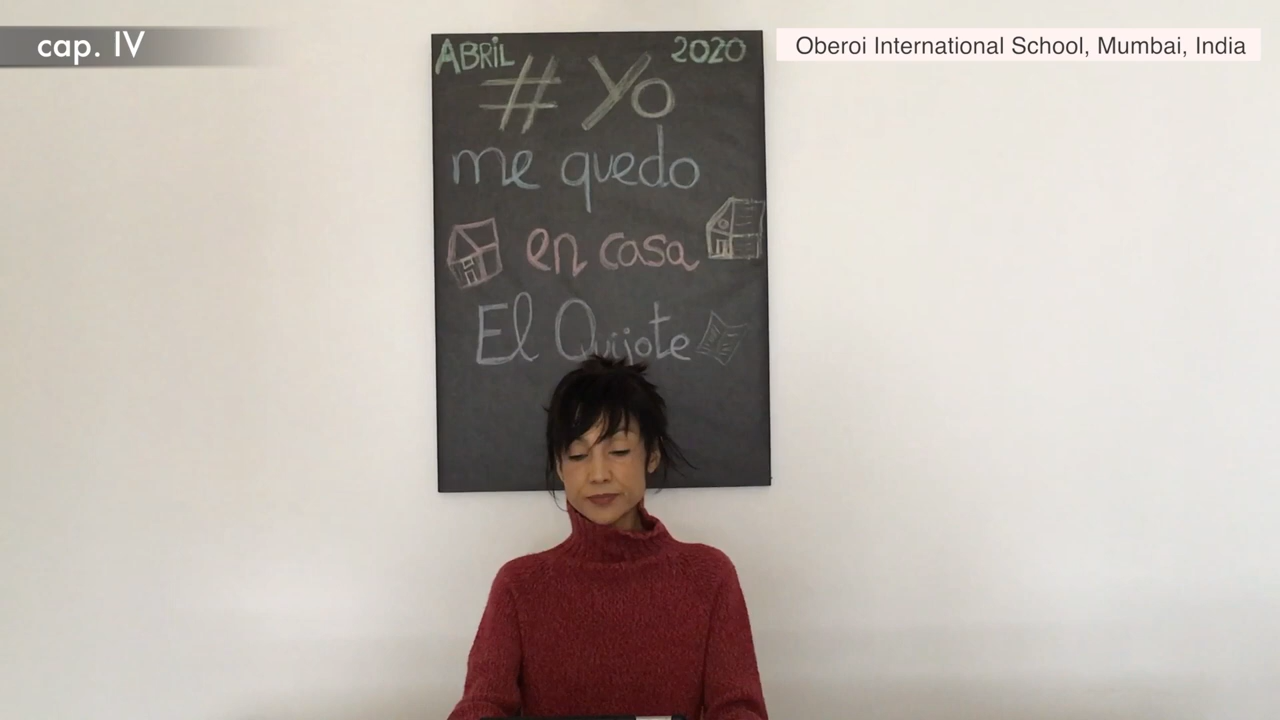 cap. IV
Oberoi International School, Mumbai, India
ABRIL 2020
# Yo
me quedo
en casa
El Quijote